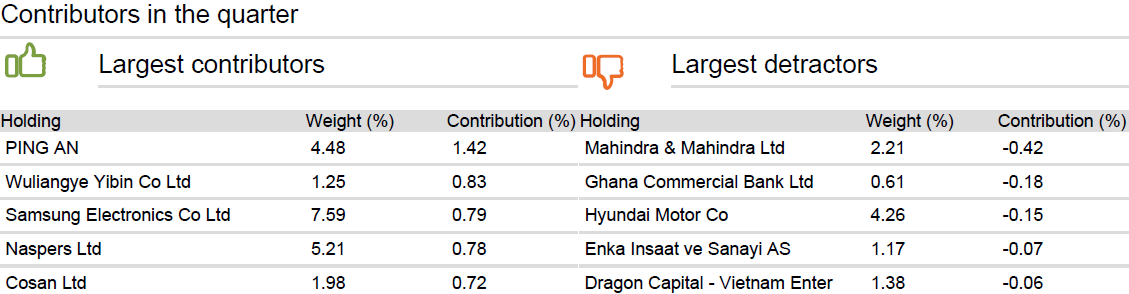 Contributors in the quarter
Largest contributors Largest detractors
Holding Weight (%) Contribution (%) Holding Weight (%) Contribution (%)
PING AN 4.48 1.42 Mahindra & Mahindra Ltd 2.21 -0.42
Wuliangye Yibin Co Ltd 1.25 0.83 Ghana Commercial Bank Ltd 0.61 -0.18
Samsung Electronics Co Ltd 7.59 0.79 Hyundai Motor Co 4.26 -0.15
Naspers Ltd 5.21 0.78 Enka Insaat ve Sanayi AS 1.17 -0.07
Cosan Ltd 1.98 0.72 Dragon Capital - Vietnam Enter 1.38 -0.06